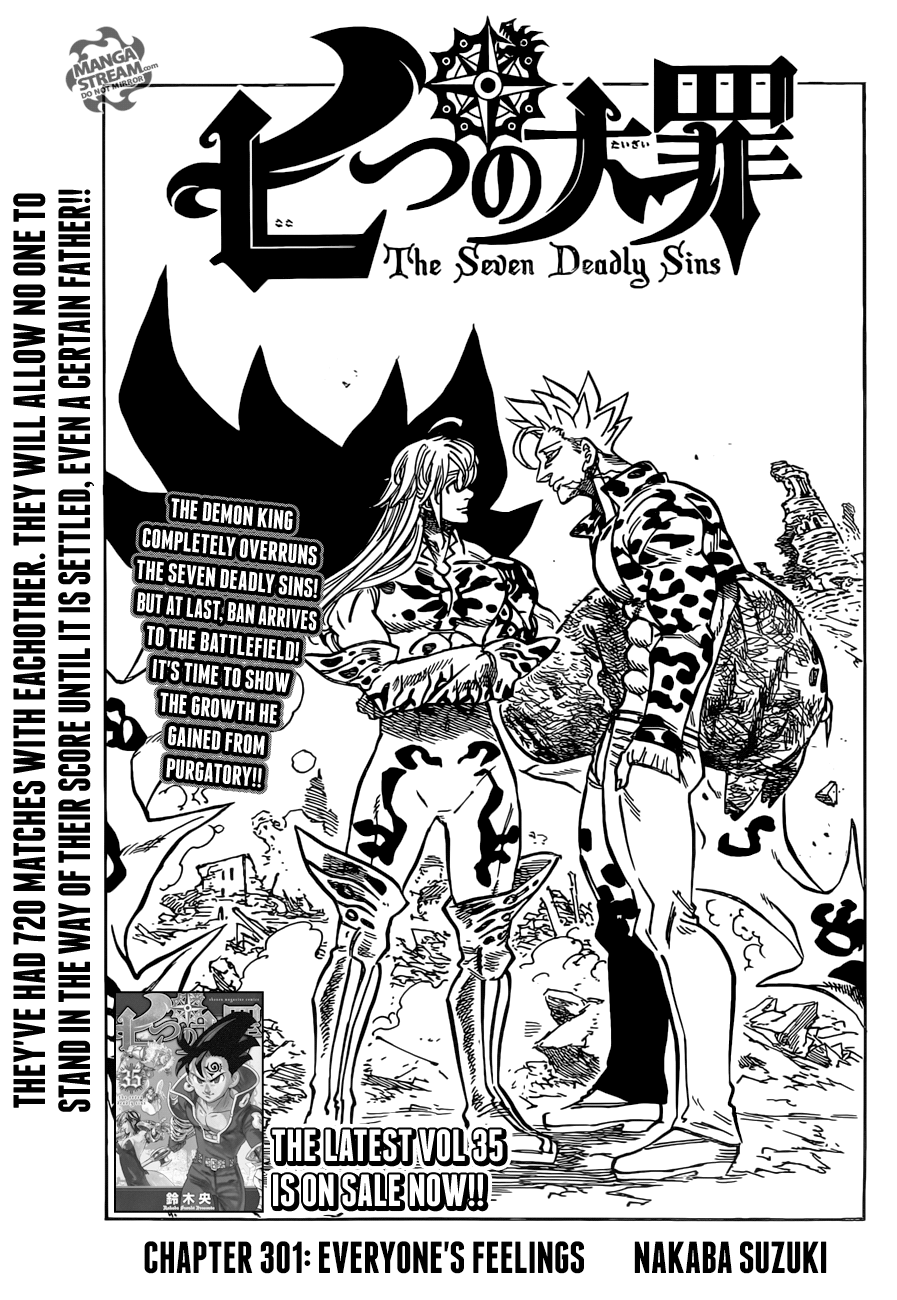 MANGA
STREAM.com
DO NOT MIRROR
七つの大罪
たいざい
The Seven Deadly Sins
THEY'VE HAD 720 MATCHES WITH EACHOTHER. THEY WILL ALLOW NO ONE TO
STAND IN THE WAY OF THEIR SCORE UNTIL IT IS SETTLED, EVEN A CERTAIN FATHER!!
THE DEMON KING
COMPLETELY OVERRUNS
THE SEVEN DEADLY SINS!
BUT AT LAST, BAN ARRIVES
TO THE BATTLEFIELD!
IT'S TIME TO SHOW
THE GROWTH HE
GAINED FROM
PURGATORY!!
35
鈴木央
THE LATEST VOL 35
IS ON SALE NOW!!
CHAPTER 301: EVERYONE'S FEELINGS NAKABA SUZUKI